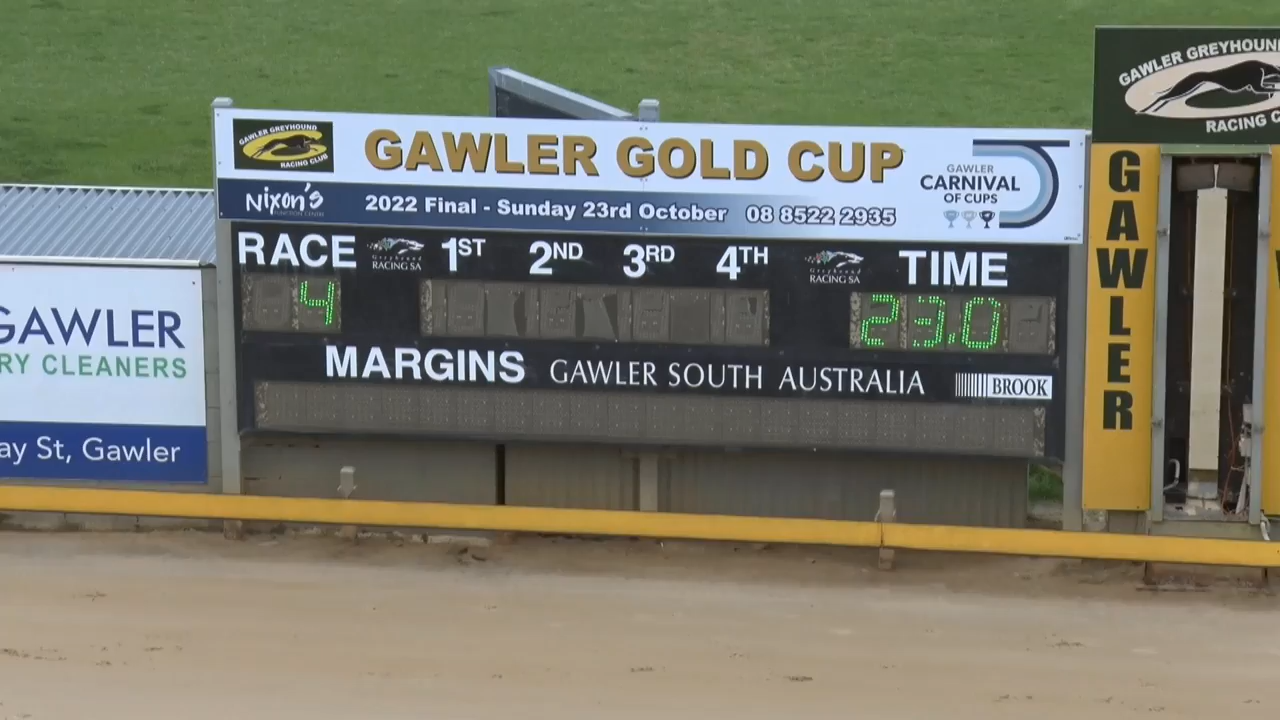 GAWLER GREYHOUND
RACING CLUB
GAWLER GOLD CUP
GAWLER
CARNIVAL
OF CUPS
Nixon's
FUNCTION CENTRE
2022 Final - Sunday 23rd October 08 8522 2935
RACE
Greyhound
RACING SA
1ST 2ND 3RD 4TH
Greyhound
RACING SA
TIME
4
23.0
MARGINS GAWLER SOUTH AUSTRALIA BROOK
GAWLER
RY CLEANERS
ay St, Gawler
GAWLER GREYHOUN
RACING C
GAWLER